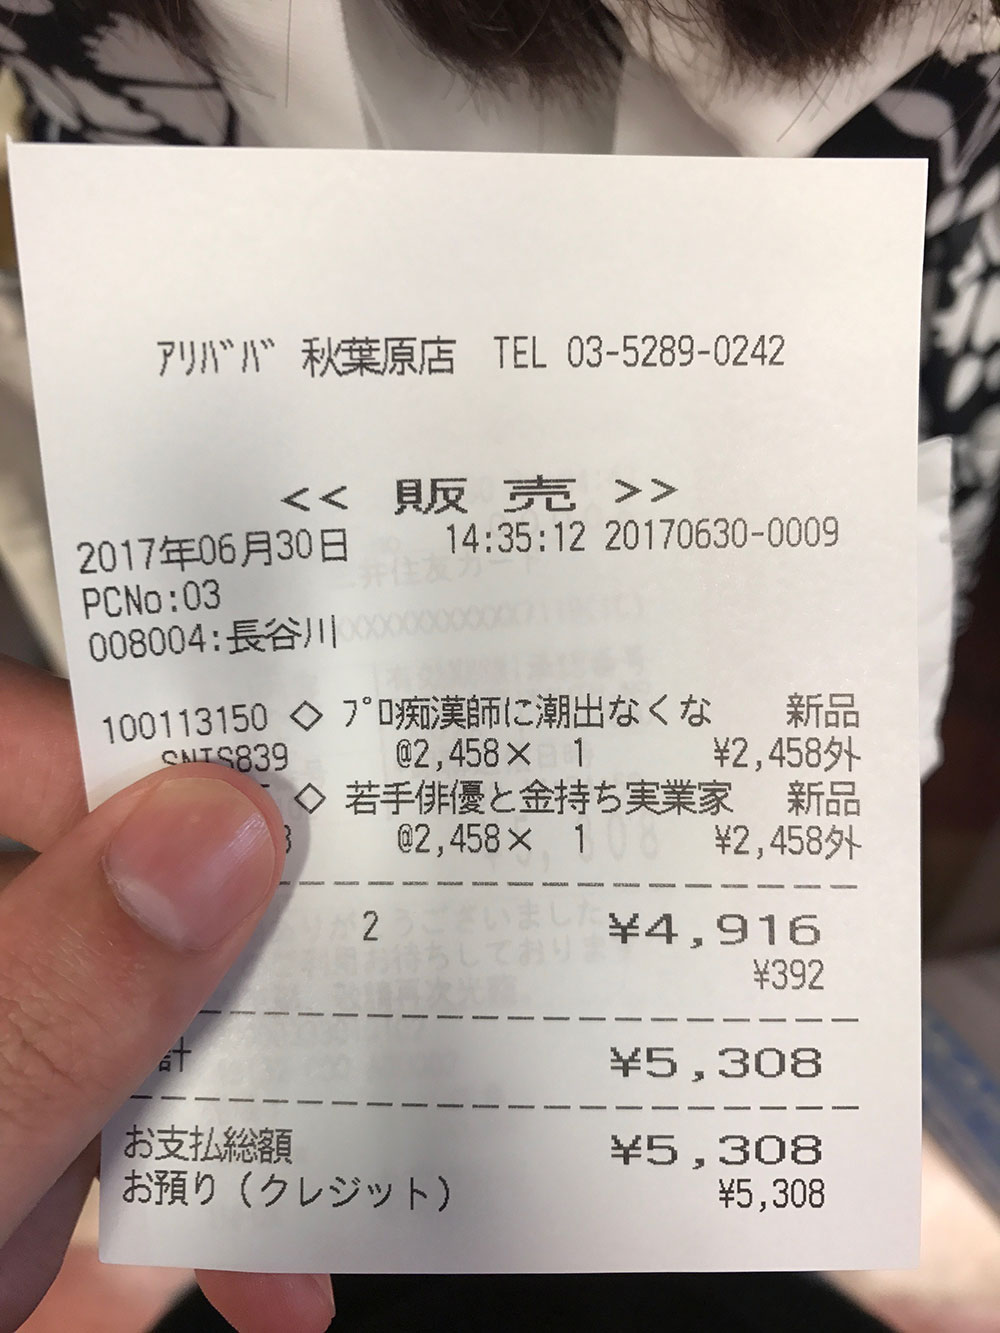 ｱﾘﾊﾞﾊﾞ 秋葉原店 TEL 03-5289-0242
<< 販 売 >>
2017年06月30日 14:35:12 20170630-0009
PCNo:03
008004:長谷川
100113150 ◇ ﾌﾟﾛ痴漢師に潮出なくな 新品
SNIS839 @2,458× 1 ¥2,458外
◇ 若手俳優と金持ち実業家 新品
@2,458× 1 ¥2,458外
2 ¥4,916
¥392
計 ¥5,308
お支払総額 ¥5,308
お預り(クレジット) ¥5,308